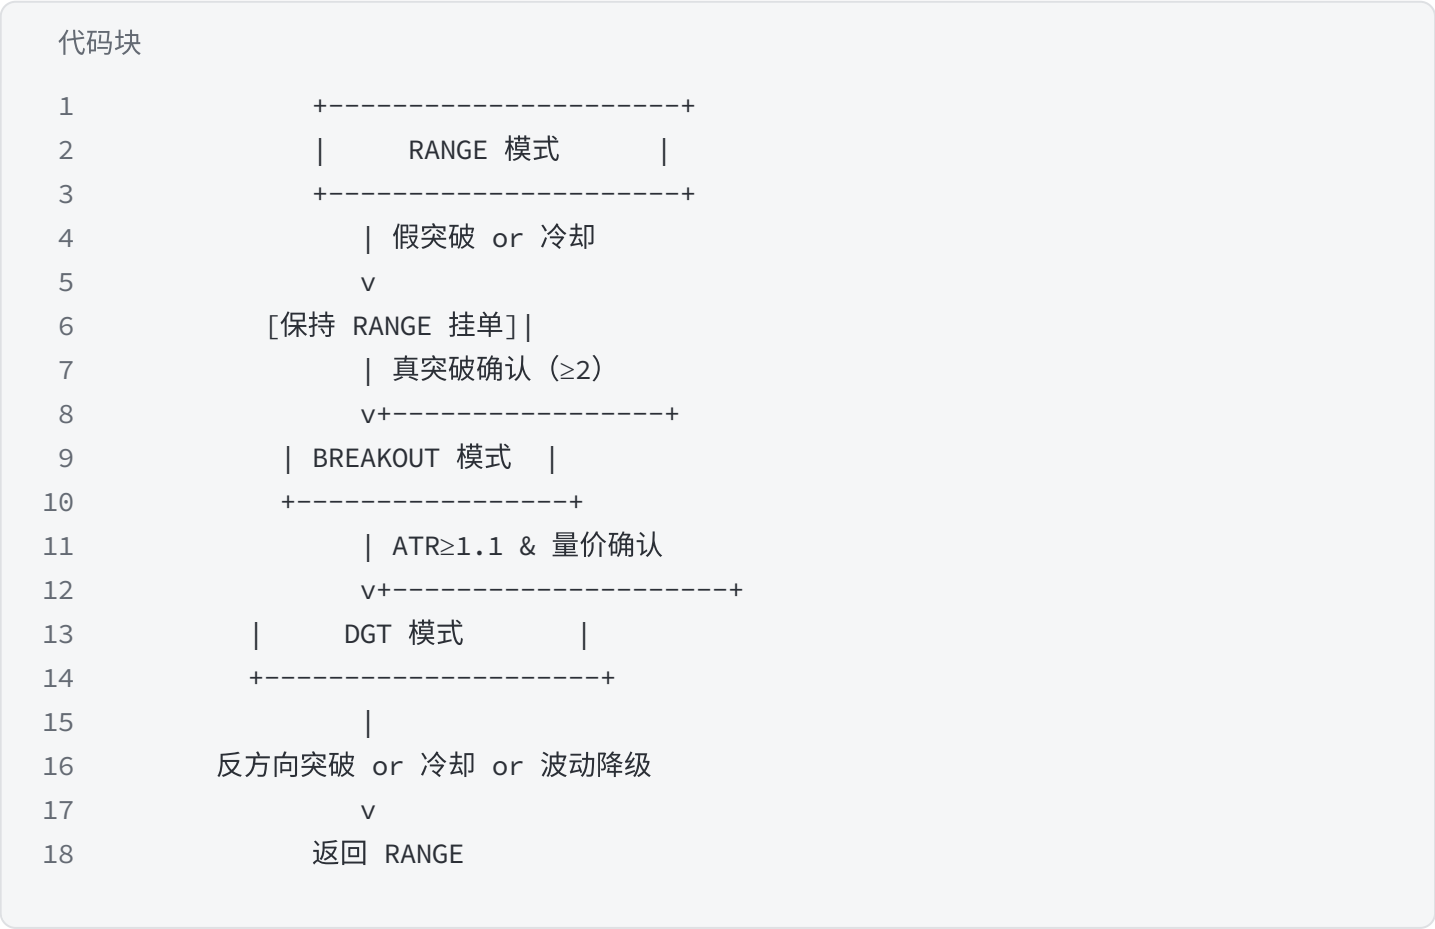 代码块
1                +----------------------+
2                |     RANGE 模式      |
3                +----------------------+
4                   | 假突破 or 冷却
5                   v
6             [保持 RANGE 挂单]|
7                   | 真突破确认（≥2）
8                   v+-----------------+
9              | BREAKOUT 模式  |
10             +-----------------+
11                  | ATR≥1.1 & 量价确认
12                  v+---------------------+
13           |     DGT 模式       |
14           +---------------------+
15                  |
16         反方向突破 or 冷却 or 波动降级
17                  v
18               返回 RANGE